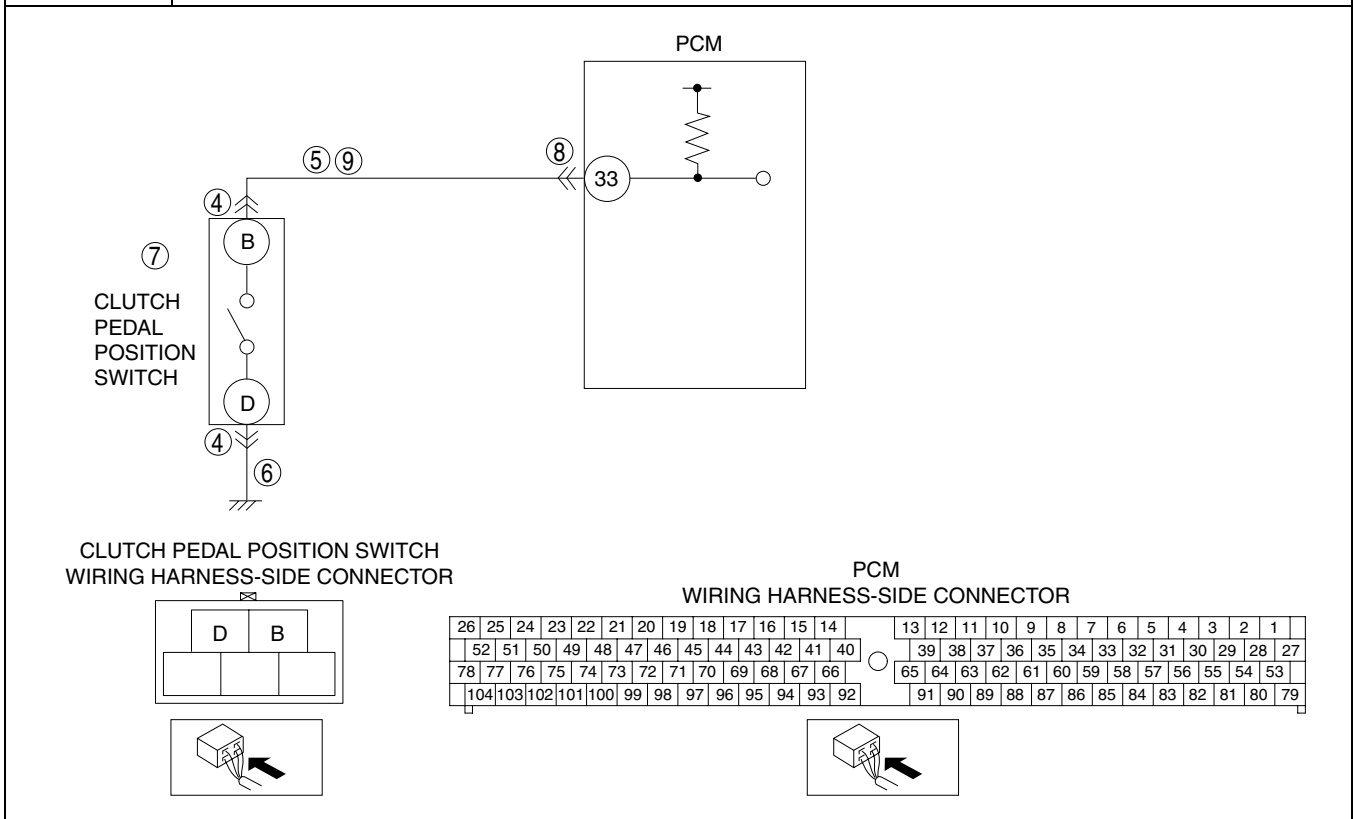 PCM
⑤ ⑨
⑧
33
④
B
⑦
CLUTCH
PEDAL
POSITION
SWITCH
D
④
⑥
CLUTCH PEDAL POSITION SWITCH
WIRING HARNESS-SIDE CONNECTOR
D B
PCM
WIRING HARNESS-SIDE CONNECTOR
26 25 24 23 22 21 20 19 18 17 16 15 14 13 12 11 10 9 8 7 6 5 4 3 2 1
52 51 50 49 48 47 46 45 44 43 42 41 40 39 38 37 36 35 34 33 32 31 30 29 28 27
78 77 76 75 74 73 72 71 70 69 68 67 66 65 64 63 62 61 60 59 58 57 56 55 54 53
104 103 102 101 100 99 98 97 96 95 94 93 92 91 90 89 88 87 86 85 84 83 82 81 80 79